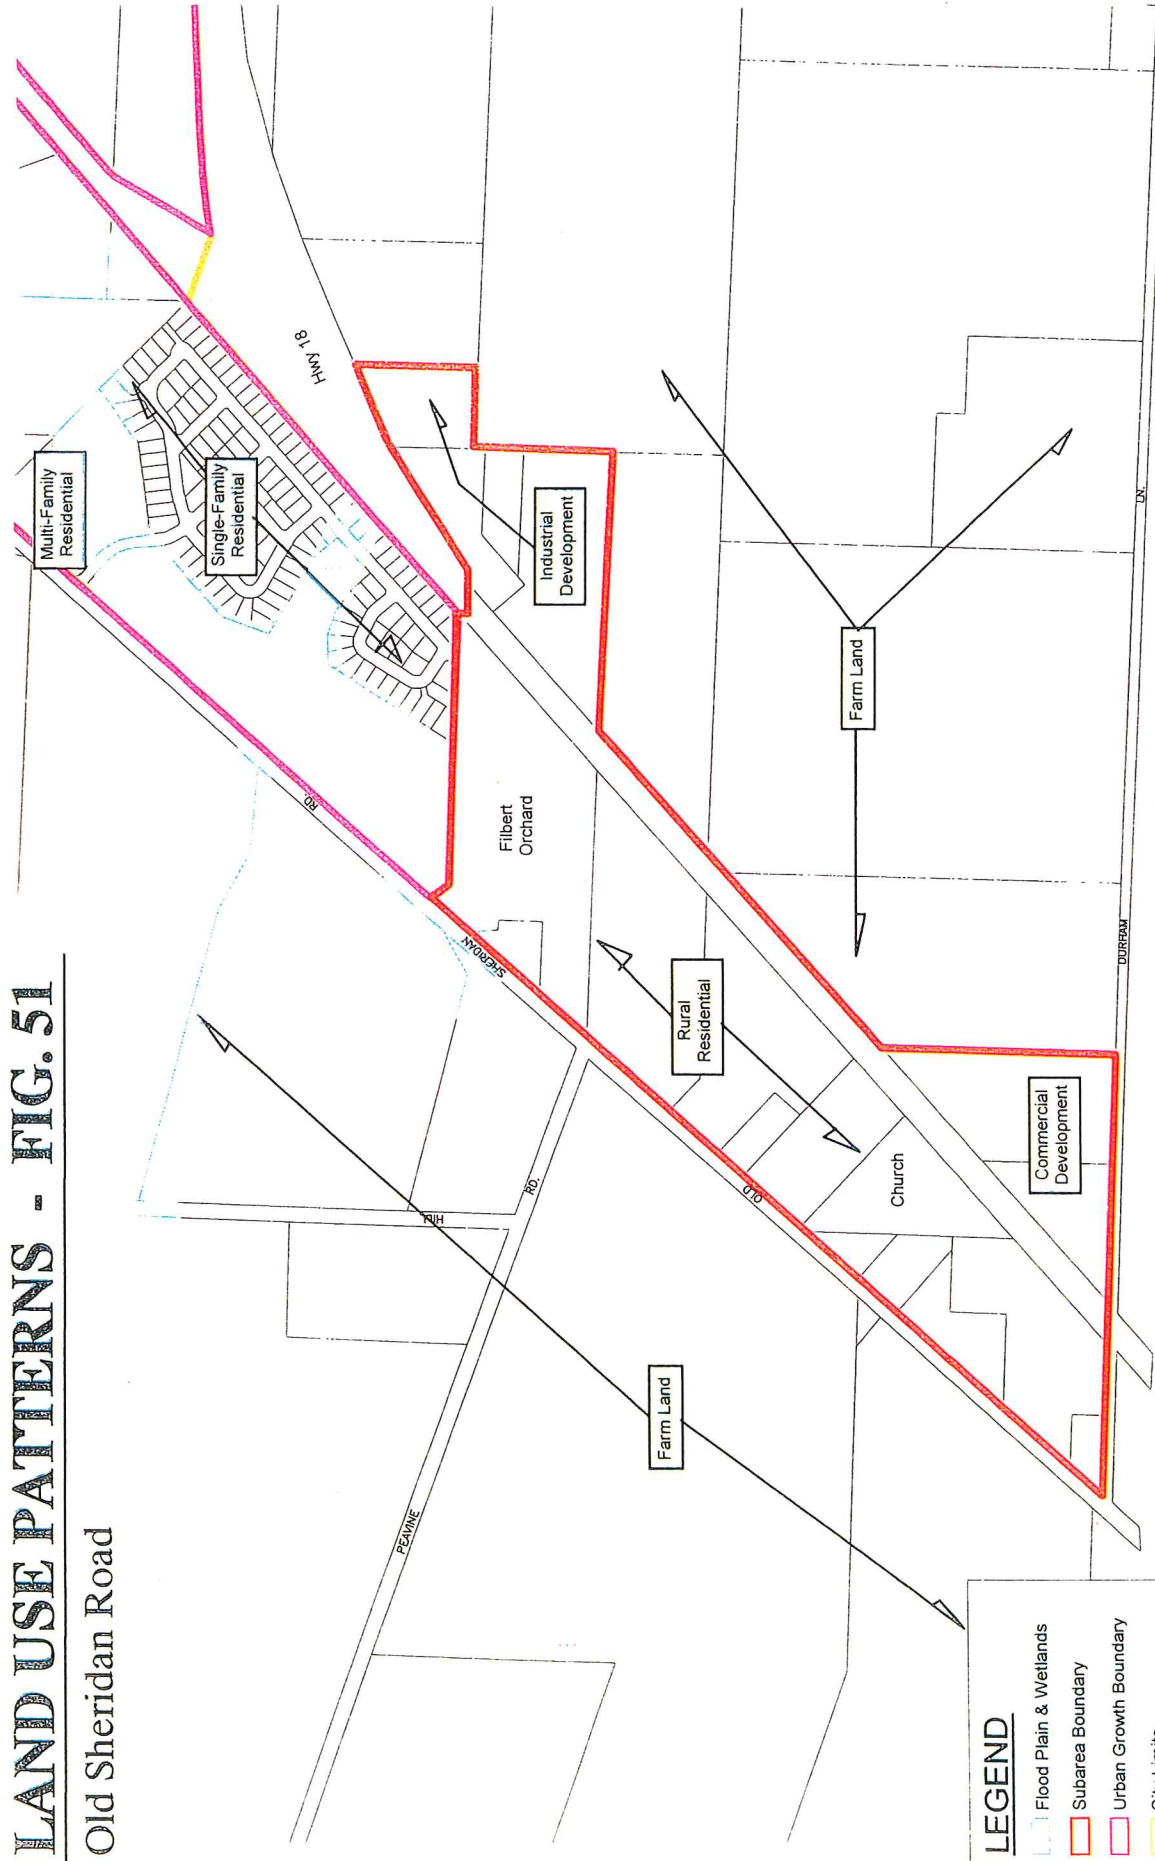 LAND USE PATTERNS - FIG. 51
Old Sheridan Road
Multi-Family
Residential
Single-Family
Residential
Hwy 18
Industrial
Development
RD.
Filbert
Orchard
SHERIDAN
Farm Land
Rural
Residential
HILL
RD.
OLD
Church
Commercial
Development
PEAVINE
Farm Land
DURHAM
LN.
LEGEND
Flood Plain & Wetlands
Subarea Boundary
Urban Growth Boundary
City Limits